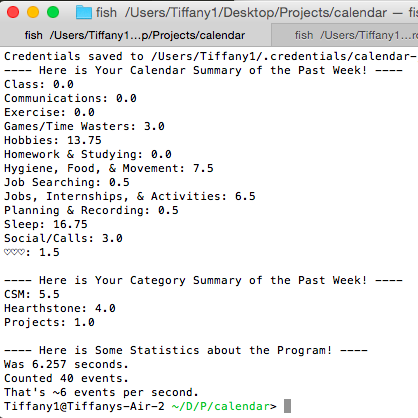 fish /Users/Tiffany1/Desktop/Projects/calendar — fis
fish /Users/Tiffany1...p/Projects/calendar
fish /Users/Tiffany1...r
Credentials saved to /Users/Tiffany1/.credentials/calendar-
---- Here is Your Calendar Summary of the Past Week! ----
Class: 0.0
Communications: 0.0
Exercise: 0.0
Games/Time Wasters: 3.0
Hobbies: 13.75
Homework & Studying: 0.0
Hygiene, Food, & Movement: 7.5
Job Searching: 0.5
Jobs, Internships, & Activities: 6.5
Planning & Recording: 0.5
Sleep: 16.75
Social/Calls: 3.0
♡♡♡: 1.5
---- Here is Your Category Summary of the Past Week! ----
CSM: 5.5
Hearthstone: 4.0
Projects: 1.0
---- Here is Some Statistics about the Program! ----
Was 6.257 seconds.
Counted 40 events.
That's ~6 events per second.
Tiffany1@Tiffanys-Air-2 ~/D/P/calendar>